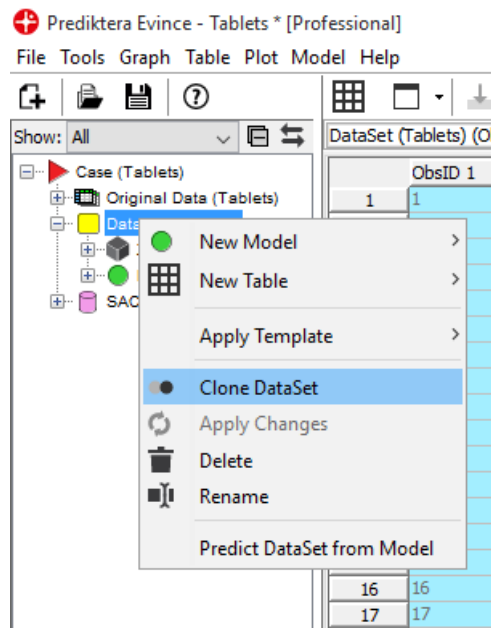 Prediktera Evince - Tablets * [Professional]
File Tools Graph Table Plot Model Help
Show: All
DataSet (Tablets) (O
Case (Tablets)
ObsID 1
Original Data (Tablets)
1 1
Data
New Model
New Table
SAC
Apply Template
Clone DataSet
Apply Changes
Delete
Rename
Predict DataSet from Model
16 16
17 17